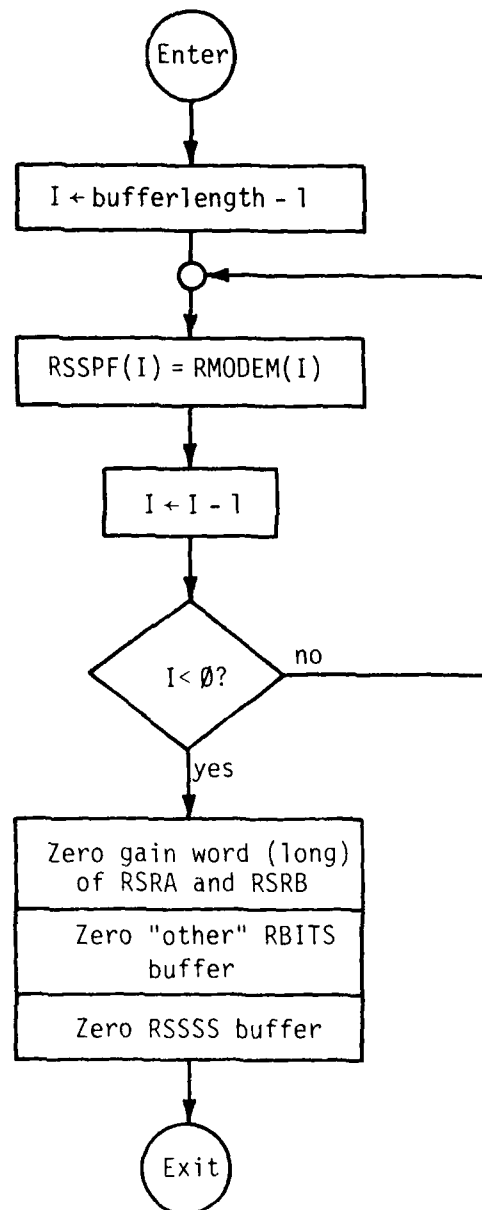 Enter
I ← bufferlength - 1
RSSPF(I) = RMODEM(I)
I ← I - 1
no
I< Ø?
yes
Zero gain word (long)
of RSRA and RSRB
Zero "other" RBITS
buffer
Zero RSSSS buffer
Exit